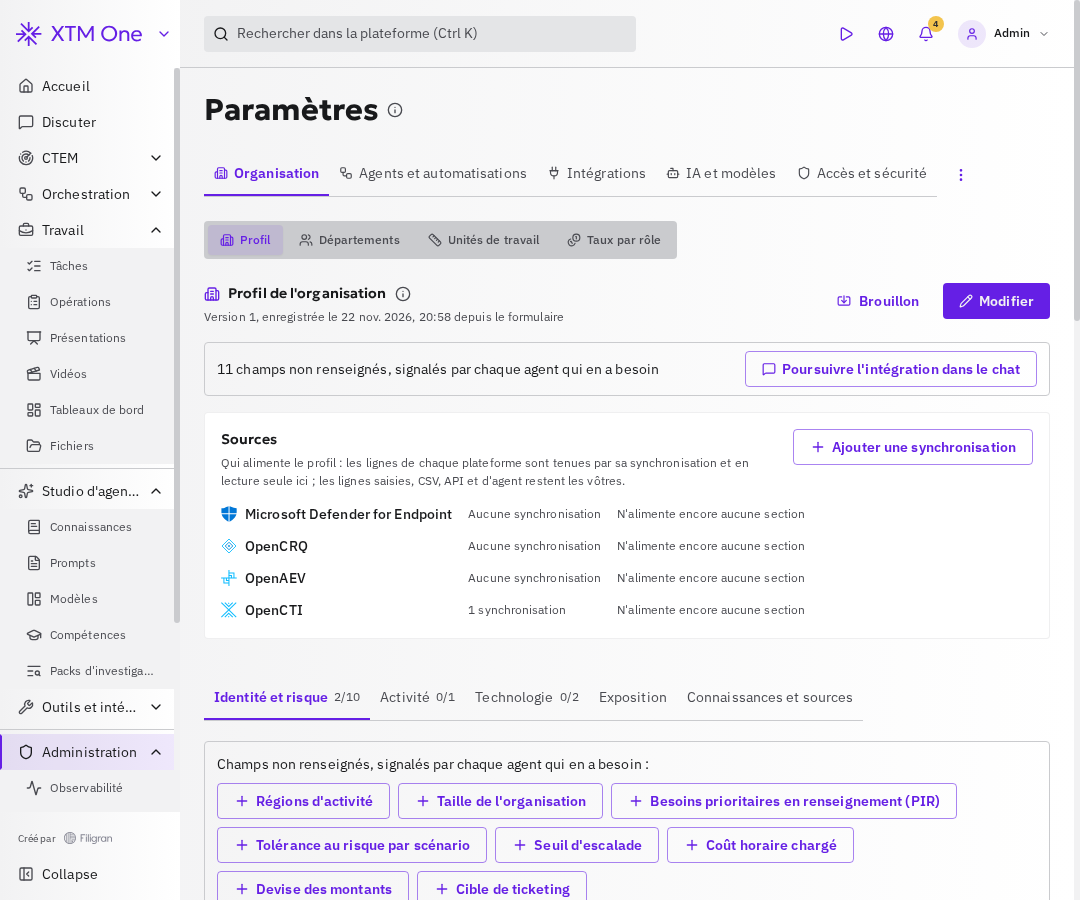 XTM One
Rechercher dans la plateforme (Ctrl K)
4
Admin
Accueil
Discuter
CTEM
Orchestration
Travail
Tâches
Opérations
Présentations
Vidéos
Tableaux de bord
Fichiers
Studio d'agen...
Connaissances
Prompts
Modèles
Compétences
Packs d'investiga...
Outils et inté...
Administration
Observabilité
Créé par Filigran
Collapse
Paramètres
Organisation
Agents et automatisations
Intégrations
IA et modèles
Accès et sécurité
Profil
Départements
Unités de travail
Taux par rôle
Profil de l'organisation
Version 1, enregistrée le 22 nov. 2026, 20:58 depuis le formulaire
Brouillon
Modifier
11 champs non renseignés, signalés par chaque agent qui en a besoin
Poursuivre l'intégration dans le chat
Sources
Qui alimente le profil : les lignes de chaque plateforme sont tenues par sa synchronisation et en
lecture seule ici ; les lignes saisies, CSV, API et d'agent restent les vôtres.
Ajouter une synchronisation
Microsoft Defender for Endpoint Aucune synchronisation N'alimente encore aucune section
OpenCRQ Aucune synchronisation N'alimente encore aucune section
OpenAEV Aucune synchronisation N'alimente encore aucune section
OpenCTI 1 synchronisation N'alimente encore aucune section
Identité et risque 2/10
Activité 0/1
Technologie 0/2
Exposition
Connaissances et sources
Champs non renseignés, signalés par chaque agent qui en a besoin :
Régions d'activité
Taille de l'organisation
Besoins prioritaires en renseignement (PIR)
Tolérance au risque par scénario
Seuil d'escalade
Coût horaire chargé
Devise des montants
Cible de ticketing